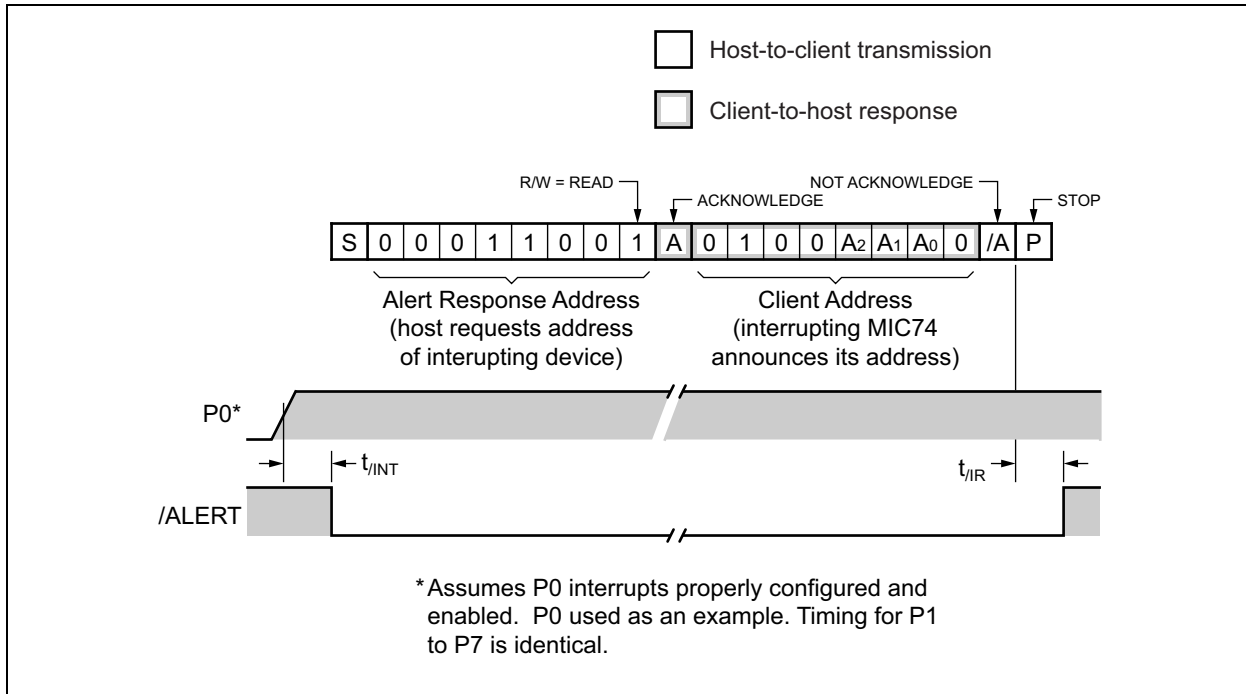 Host-to-client transmission
Client-to-host response
R/W = READ
NOT ACKNOWLEDGE
ACKNOWLEDGE
STOP
S 0 0 0 1 1 0 0 1 A 0 1 0 0 A2 A1 A0 0 /A P
Alert Response Address
(host requests address
of interupting device)
Client Address
(interrupting MIC74
announces its address)
P0*
t/INT
t/IR
/ALERT
*Assumes P0 interrupts properly configured and
enabled. P0 used as an example. Timing for P1
to P7 is identical.